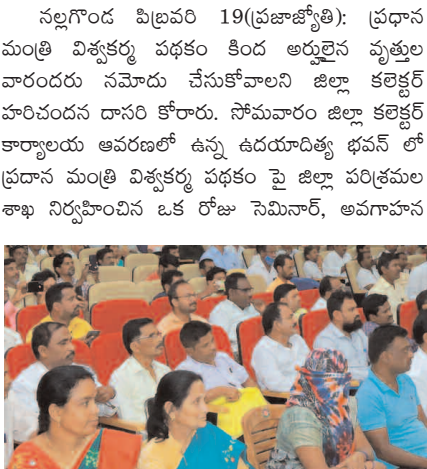 నల్లగొండ పిబ్రవరి 19(ప్రజాజ్యోతి): ప్రధాన
మంత్రి విశ్వకర్మ పథకం కింద అర్హులైన వృత్తుల
వారందరు నమోదు చేసుకోవాలని జిల్లా కలెక్టర్
హరిచందన దాసరి కోరారు. సోమవారం జిల్లా కలెక్టర్
కార్యాలయ ఆవరణలో ఉన్న ఉదయాదిత్య భవన్ లో
ప్రదాన మంత్రి విశ్వకర్మ పథకం పై జిల్లా పరిశ్రమల
శాఖ నిర్వహించిన ఒక రోజు సెమినార్, అవగాహన